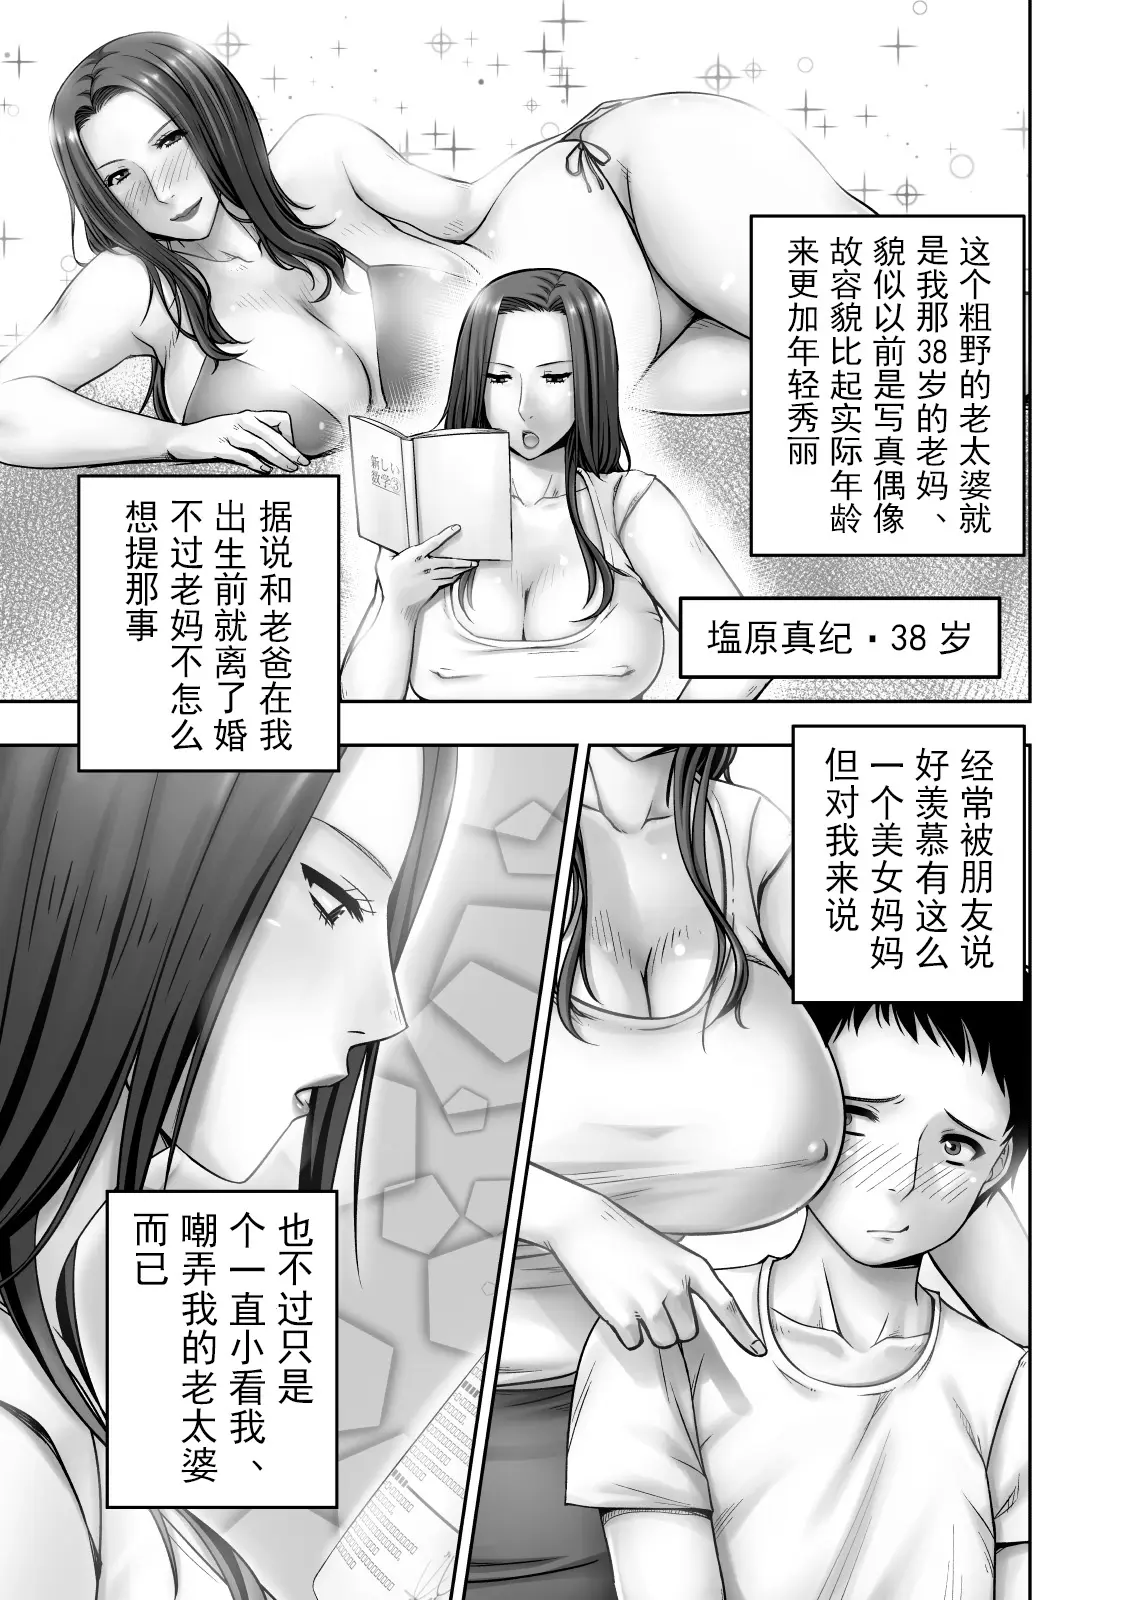 这个粗野的老太婆就
是我那38岁的老妈、
貌似以前是写真偶像
故容貌比起实际年龄
来更加年轻秀丽
塩原真纪·38岁
新しい
数学③
据说和老爸在我
出生前就离了婚
不过老妈不怎么
想提那事
经常被朋友说
好羡慕有这么
一个美女妈妈
但对我来说
也不过只是
个一直小看我、
嘲弄我的老太婆
而已